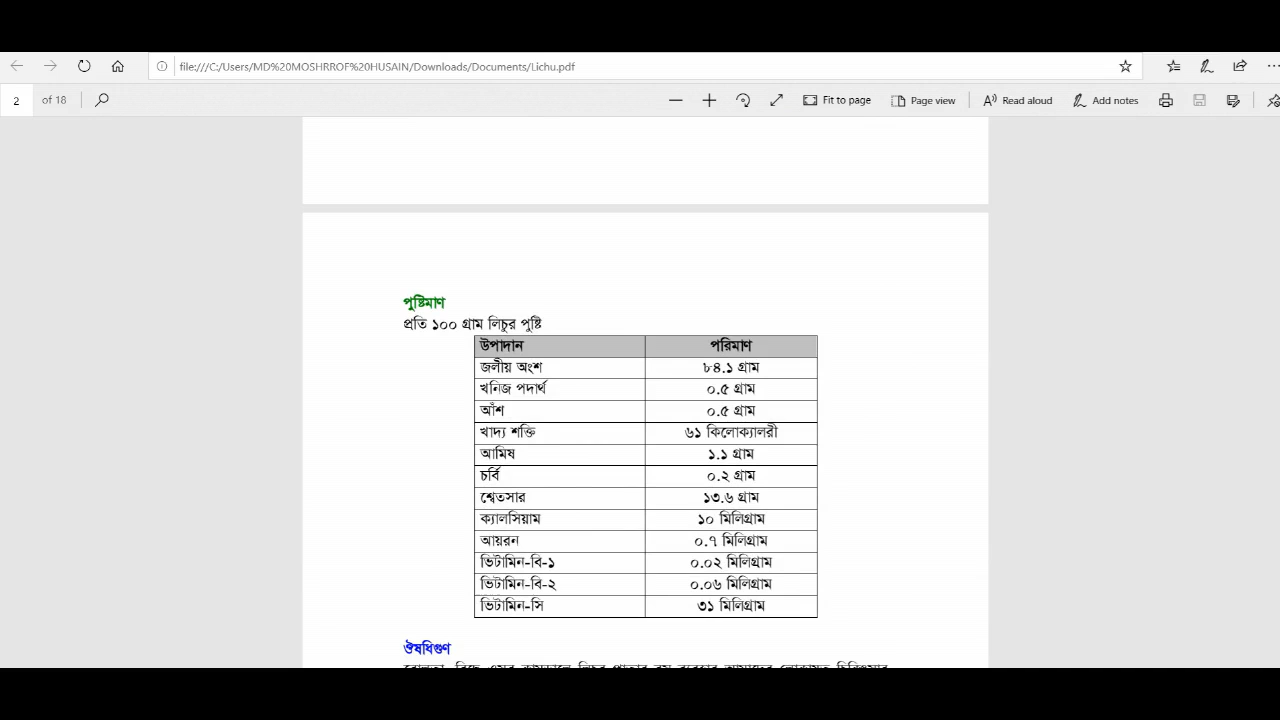 file:///C:/Users/MD%20MOSHRROF%20HUSAIN/Downloads/Documents/Lichu.pdf
2 of 18 Fit to page Page view Read aloud Add notes
পুষ্টিমাণ
প্রতি ১০০ গ্রাম লিচুর পুষ্টি
উপাদান পরিমাণ
জলীয় অংশ ৮৪.১ গ্রাম
খনিজ পদার্থ ০.৫ গ্রাম
আঁশ ০.৫ গ্রাম
খাদ্য শক্তি ৬১ কিলোক্যালরী
আমিষ ১.১ গ্রাম
চর্বি ০.২ গ্রাম
শ্বেতসার ১৩.৬ গ্রাম
ক্যালসিয়াম ১০ মিলিগ্রাম
আয়রন ০.৭ মিলিগ্রাম
ভিটামিন-বি-১ ০.০২ মিলিগ্রাম
ভিটামিন-বি-২ ০.০৬ মিলিগ্রাম
ভিটামিন-সি ৩১ মিলিগ্রাম
ঔষধিগুণ